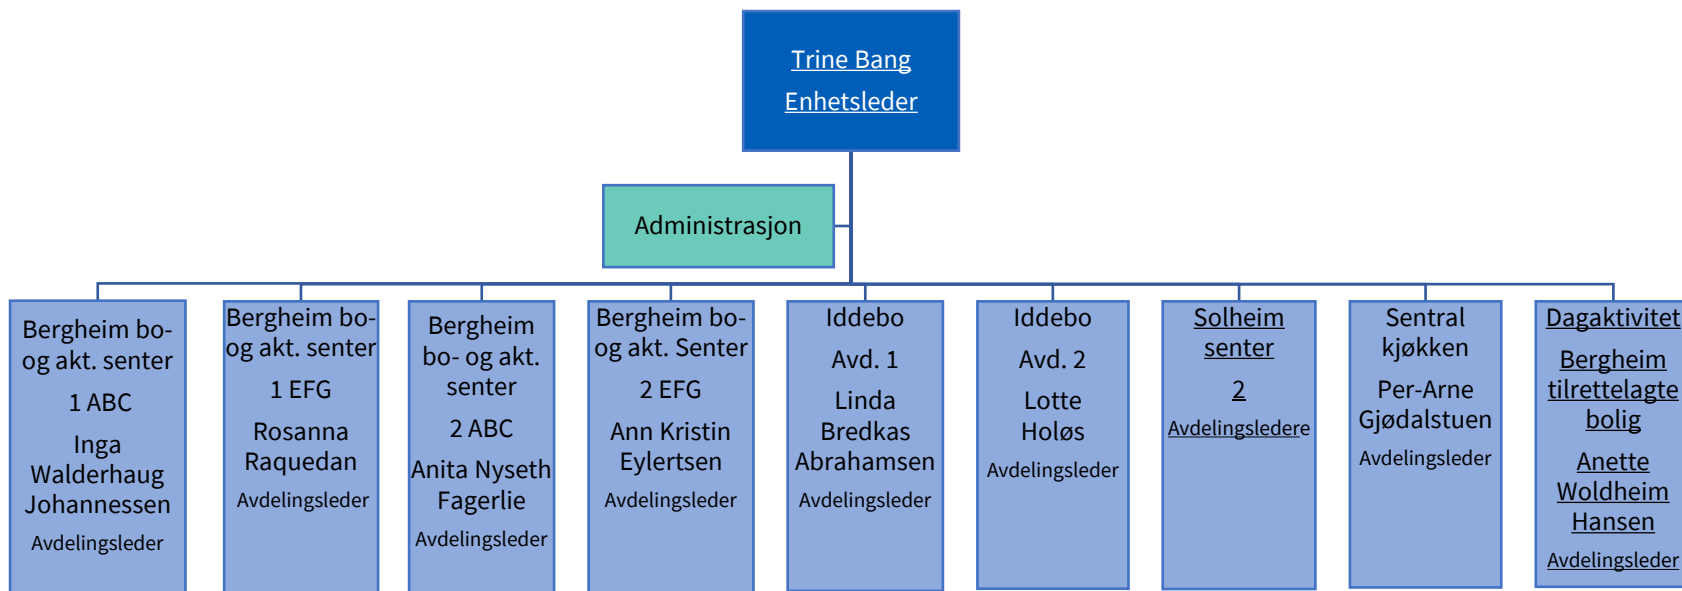 Trine Bang
Enhetsleder
Administrasjon
Bergheim bo-
og akt. senter
1 ABC
Inga
Walderhaug
Johannessen
Avdelingsleder
Bergheim bo-
og akt. senter
1 EFG
Rosanna
Raquedan
Avdelingsleder
Bergheim
bo- og akt.
senter
2 ABC
Anita Nyseth
Fagerlie
Avdelingsleder
Bergheim bo-
og akt. Senter
2 EFG
Ann Kristin
Eylertsen
Avdelingsleder
Iddebo
Avd. 1
Linda
Bredkas
Abrahamsen
Avdelingsleder
Iddebo
Avd. 2
Lotte
Holøs
Avdelingsleder
Solheim
senter
2
Avdelingsledere
Sentral
kjøkken
Per-Arne
Gjødalstuen
Avdelingsleder
Dagaktivitet
Bergheim
tilrettelagte
bolig
Anette
Woldheim
Hansen
Avdelingsleder